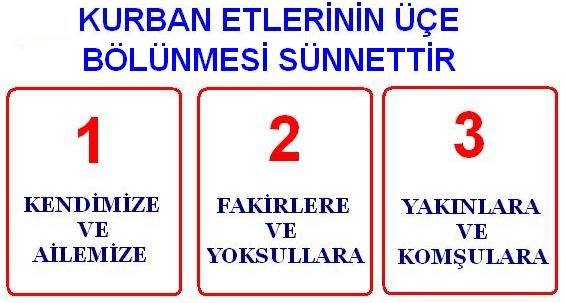 KURBAN ETLERİNİN ÜÇE
BÖLÜNMESİ SÜNNETTİR
1
KENDİMİZE
VE
AİLEMİZE
2
FAKİRLERE
VE
YOKSULLARA
3
YAKINLARA
VE
KOMŞULARA